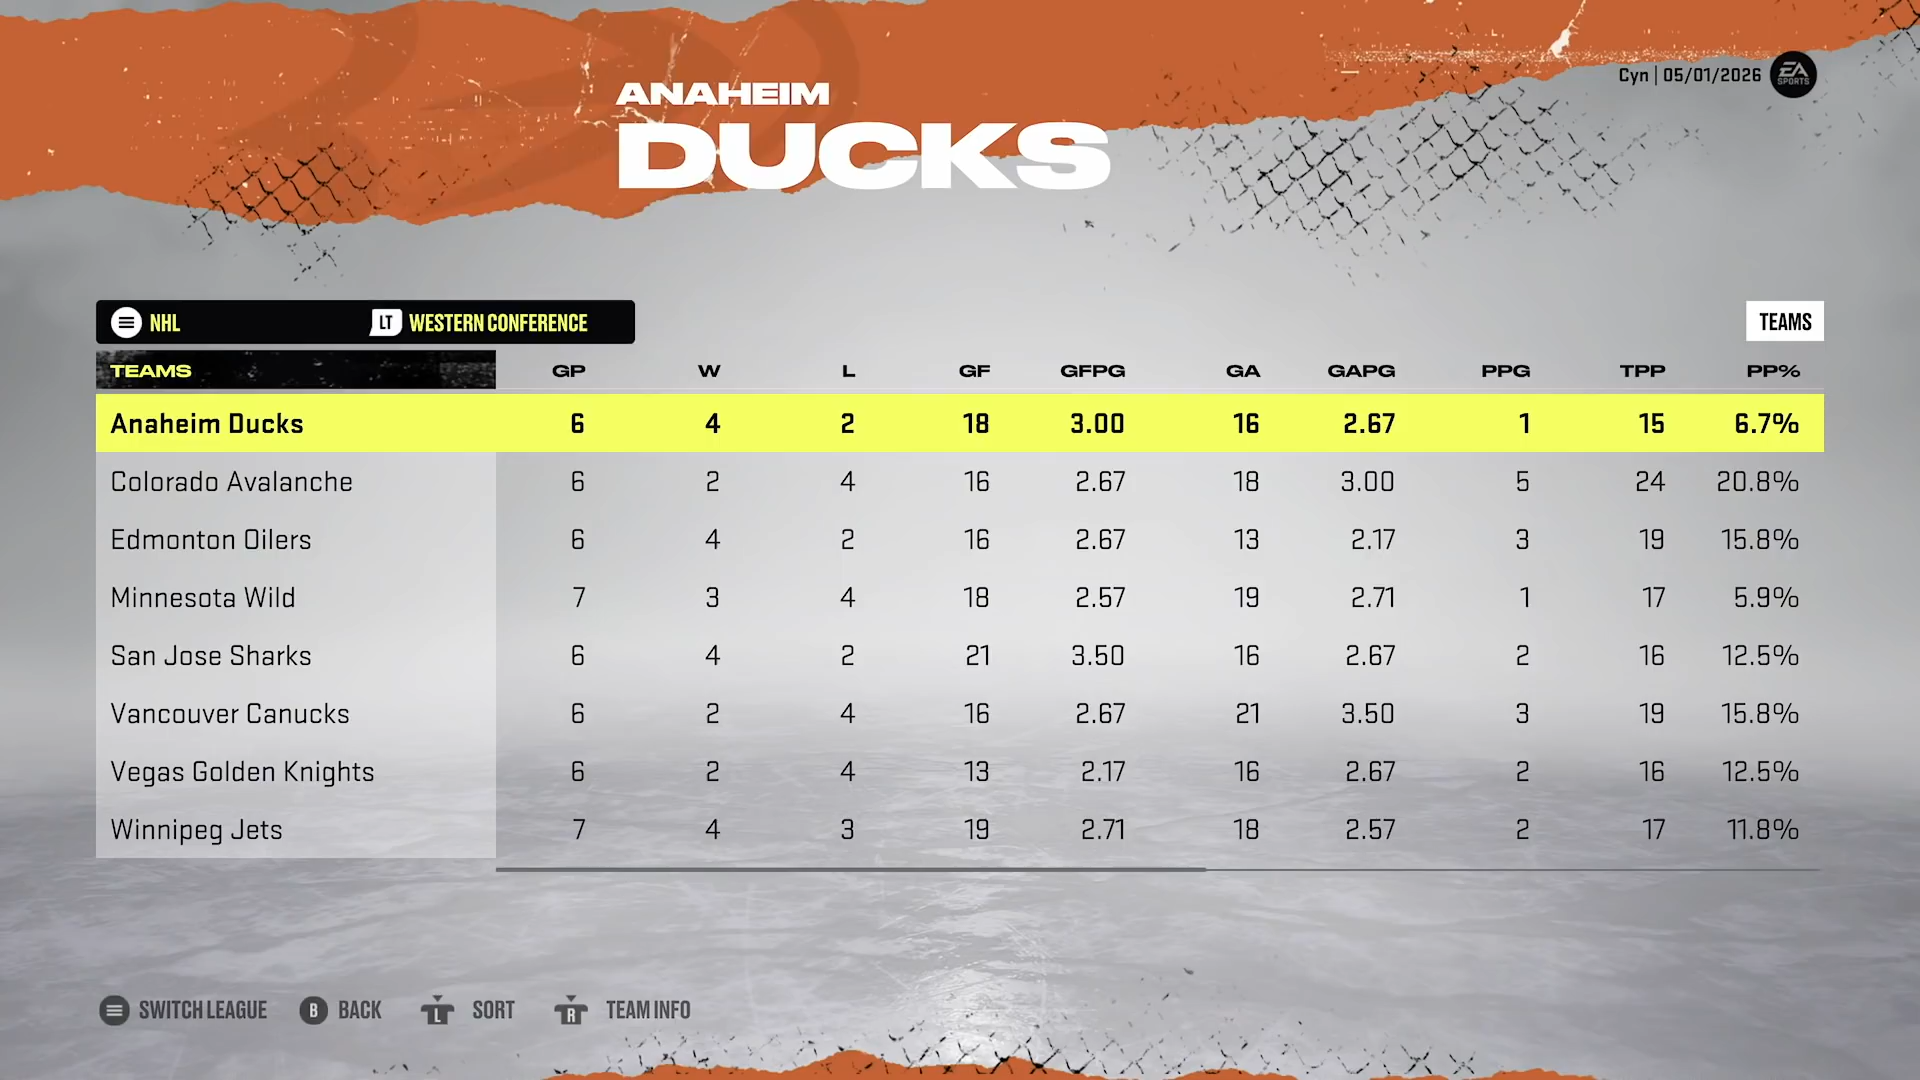 Cyn | 05/01/2026 EA SPORTS
ANAHEIM
DUCKS
NHL LT WESTERN CONFERENCE TEAMS
TEAMS GP W L GF GFPG GA GAPG PPG TPP PP%
Anaheim Ducks 6 4 2 18 3.00 16 2.67 1 15 6.7%
Colorado Avalanche 6 2 4 16 2.67 18 3.00 5 24 20.8%
Edmonton Oilers 6 4 2 16 2.67 13 2.17 3 19 15.8%
Minnesota Wild 7 3 4 18 2.57 19 2.71 1 17 5.9%
San Jose Sharks 6 4 2 21 3.50 16 2.67 2 16 12.5%
Vancouver Canucks 6 2 4 16 2.67 21 3.50 3 19 15.8%
Vegas Golden Knights 6 2 4 13 2.17 16 2.67 2 16 12.5%
Winnipeg Jets 7 4 3 19 2.71 18 2.57 2 17 11.8%
SWITCH LEAGUE B BACK L SORT R TEAM INFO